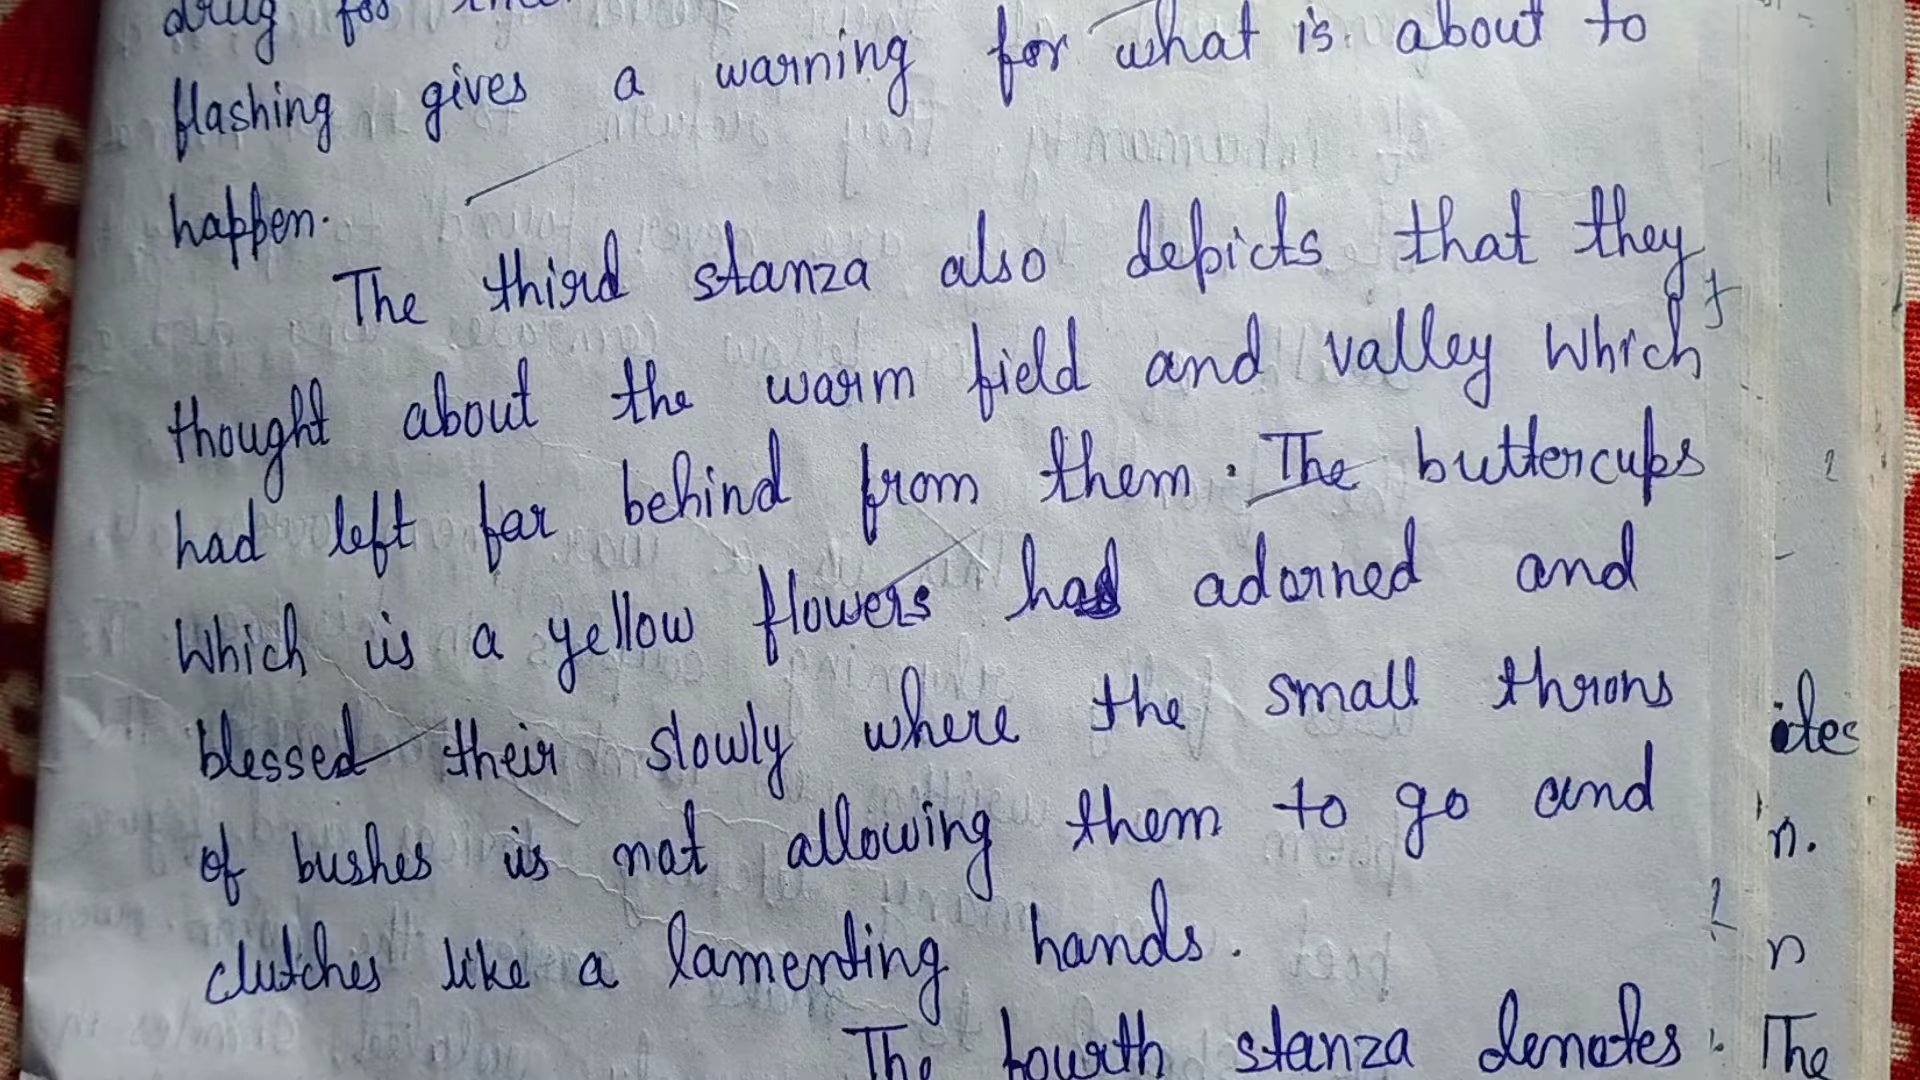 drug for
flashing gives a warning for what is about to
happen.
The third stanza also depicts that they
thought about the warm field and valley which
had left far behind from them. The buttercups
which is a yellow flowers had adorned and
blessed their slowly where the small throns
of bushes is not allowing them to go and
clutches like a lamenting hands.
The fourth stanza denotes.
n.
n
The